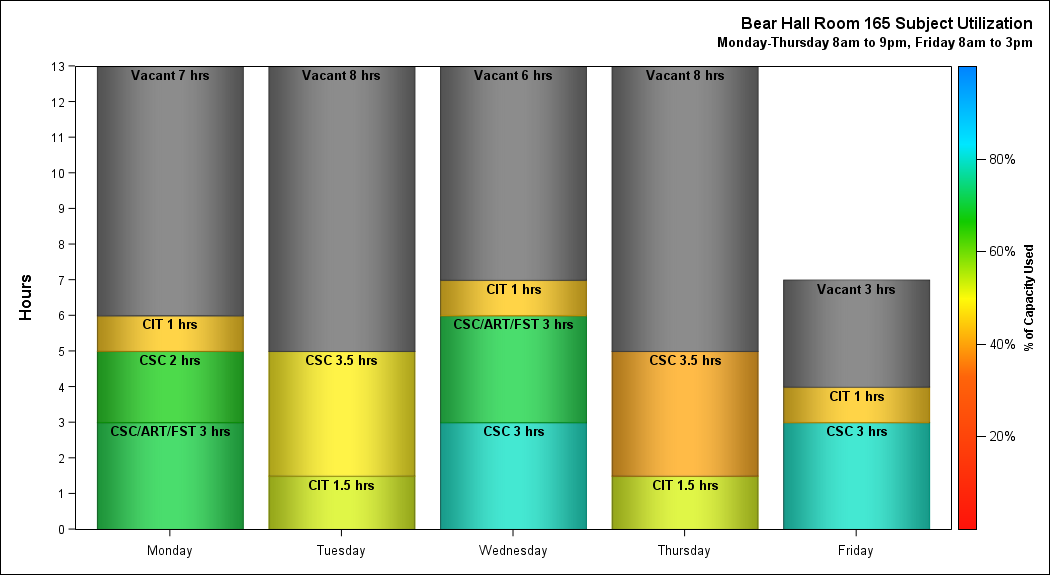 Bear Hall Room 165 Subject Utilization
Monday-Thursday 8am to 9pm, Friday 8am to 3pm
Hours
13
12
11
10
9
8
7
6
5
4
3
2
1
0
Vacant 7 hrs
CIT 1 hrs
CSC 2 hrs
CSC/ART/FST 3 hrs
Vacant 8 hrs
CSC 3.5 hrs
CIT 1.5 hrs
Vacant 6 hrs
CIT 1 hrs
CSC/ART/FST 3 hrs
CSC 3 hrs
Vacant 8 hrs
CSC 3.5 hrs
CIT 1.5 hrs
Vacant 3 hrs
CIT 1 hrs
CSC 3 hrs
Monday
Tuesday
Wednesday
Thursday
Friday
80%
60%
40%
20%
% of Capacity Used